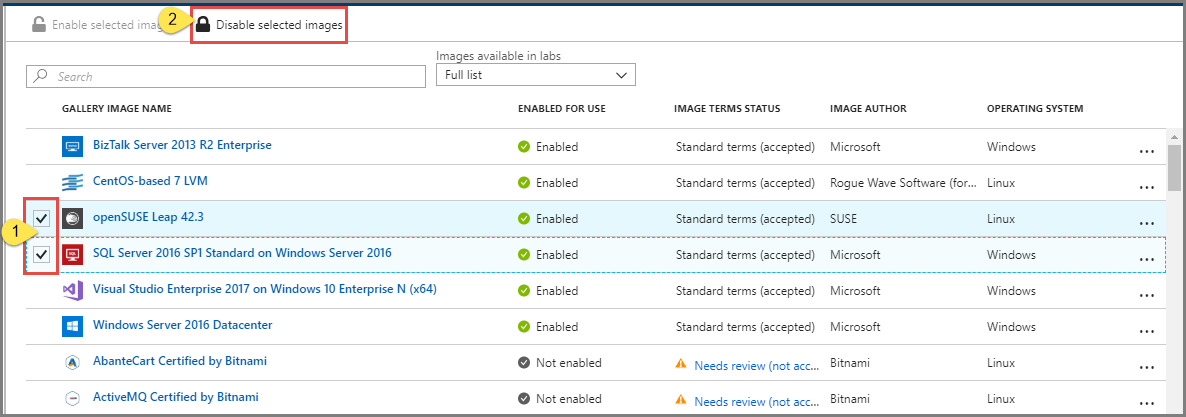 Enable selected imag 2 Disable selected images
Images available in labs
Search Full list
GALLERY IMAGE NAME ENABLED FOR USE IMAGE TERMS STATUS IMAGE AUTHOR OPERATING SYSTEM
BizTalk Server 2013 R2 Enterprise Enabled Standard terms (accepted) Microsoft Windows ...
CentOS-based 7 LVM Enabled Standard terms (accepted) Rogue Wave Software (for... Linux ...
openSUSE Leap 42.3 Enabled Standard terms (accepted) SUSE Linux ...
1
SQL Server 2016 SP1 Standard on Windows Server 2016 Enabled Standard terms (accepted) Microsoft Windows ...
Visual Studio Enterprise 2017 on Windows 10 Enterprise N (x64) Enabled Standard terms (accepted) Microsoft Windows ...
Windows Server 2016 Datacenter Enabled Standard terms (accepted) Microsoft Windows ...
AbanteCart Certified by Bitnami Not enabled Needs review (not acc... Bitnami Linux ...
ActiveMQ Certified by Bitnami Not enabled Needs review (not acc... Bitnami Linux ...